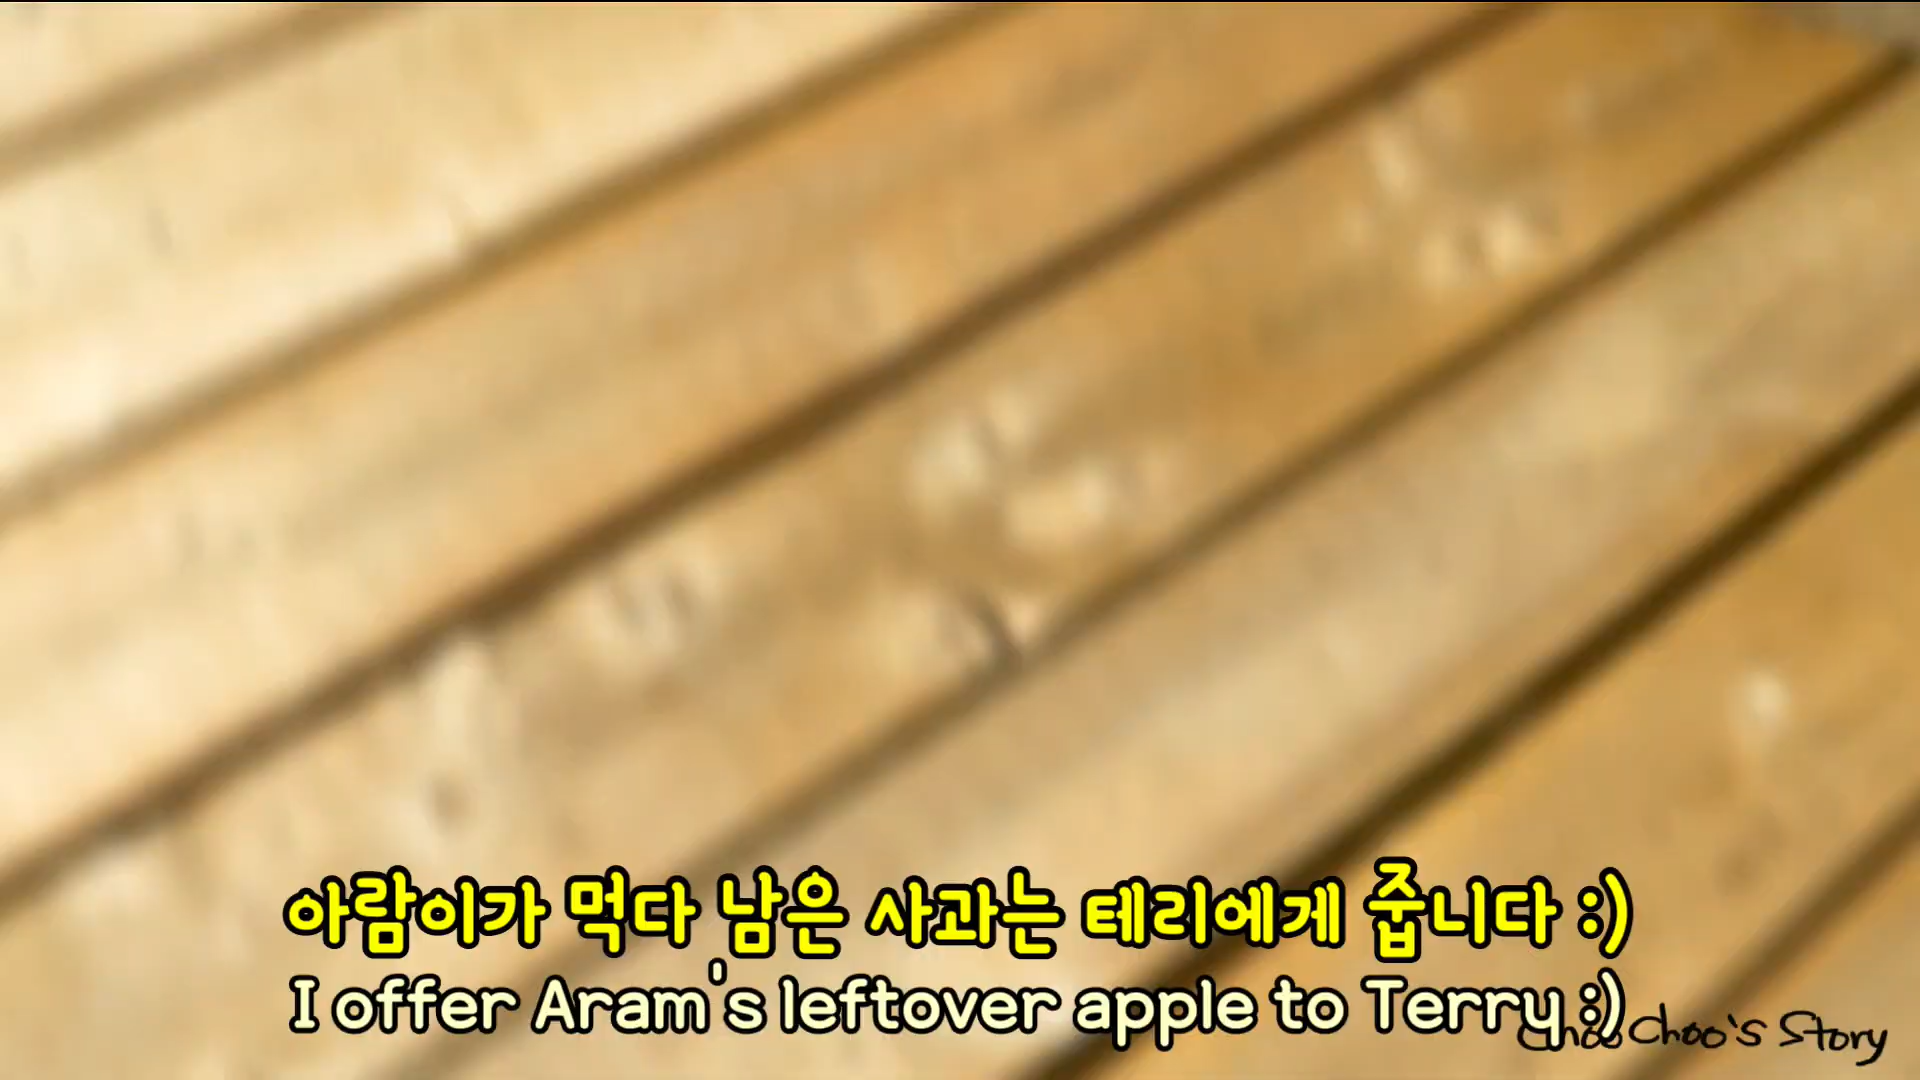 아람이가 먹다 남은 사과는 테리에게 줍니다 :)
I offer Aram's leftover apple to Terry :)
Choo Choo's Story